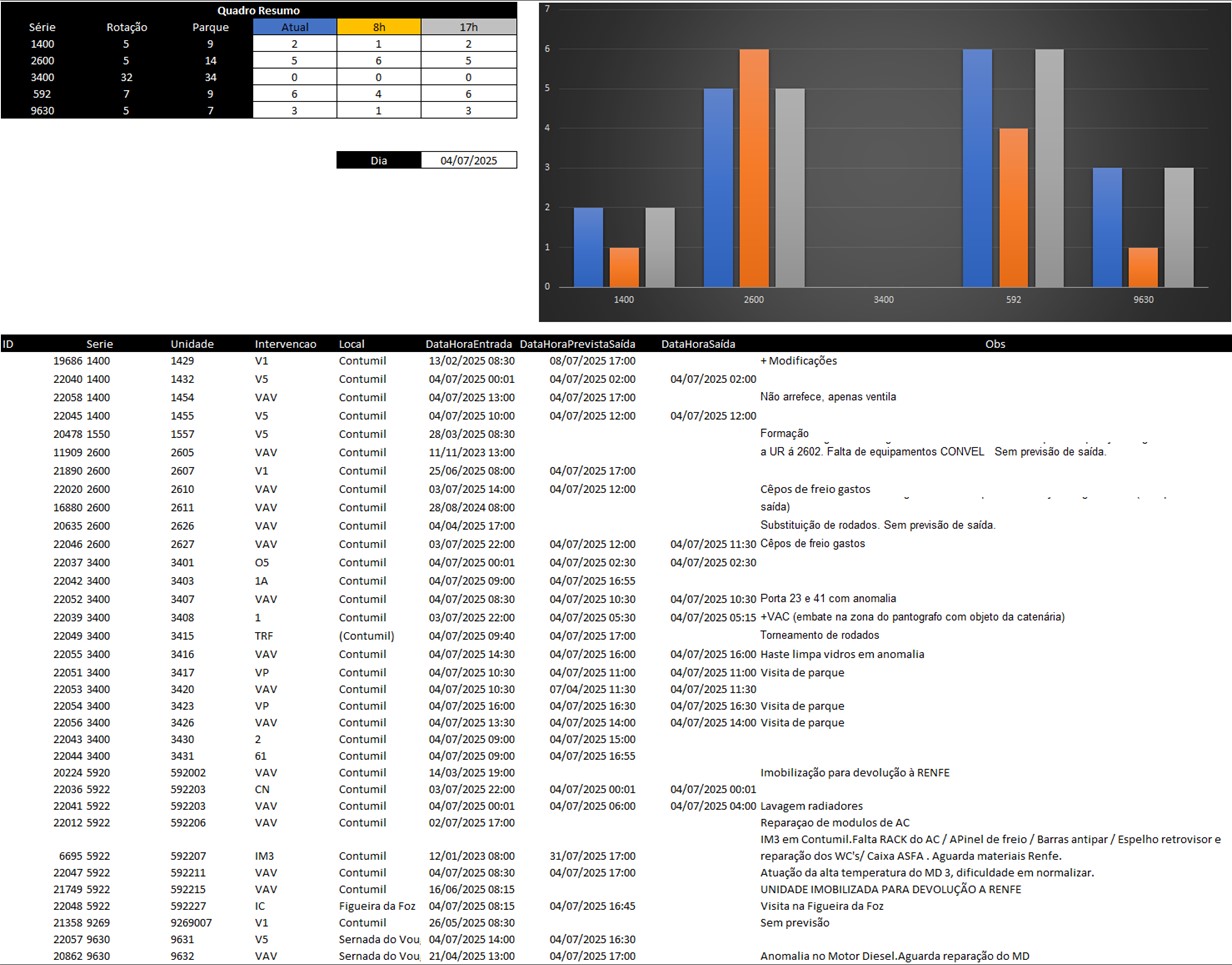 Quadro Resumo
Série Rotação Parque Atual 8h 17h
1400 5 9 2 1 2
2600 5 14 5 6 5
3400 32 34 0 0 0
592 7 9 6 4 6
9630 5 7 3 1 3
Dia 04/07/2025
7
6
5
4
3
2
1
0
1400 2600 3400 592 9630
ID Serie Unidade Intervencao Local DataHoraEntrada DataHoraPrevistaSaída DataHoraSaída Obs
19686 1400 1429 V1 Contumil 13/02/2025 08:30 08/07/2025 17:00 + Modificações
22040 1400 1432 V5 Contumil 04/07/2025 00:01 04/07/2025 02:00 04/07/2025 02:00
22058 1400 1454 VAV Contumil 04/07/2025 13:00 04/07/2025 17:00 Não arrefece, apenas ventila
22045 1400 1455 V5 Contumil 04/07/2025 10:00 04/07/2025 12:00 04/07/2025 12:00
20478 1550 1557 V5 Contumil 28/03/2025 08:30 Formação
11909 2600 2605 VAV Contumil 11/11/2023 13:00 a UR á 2602. Falta de equipamentos CONVEL Sem previsão de saída.
21890 2600 2607 V1 Contumil 25/06/2025 08:00 04/07/2025 17:00
22020 2600 2610 VAV Contumil 03/07/2025 14:00 04/07/2025 12:00 Cêpos de freio gastos
16880 2600 2611 VAV Contumil 28/08/2024 08:00 saída)
20635 2600 2626 VAV Contumil 04/04/2025 17:00 Substituição de rodados. Sem previsão de saída.
22046 2600 2627 VAV Contumil 03/07/2025 22:00 04/07/2025 12:00 04/07/2025 11:30 Cêpos de freio gastos
22037 3400 3401 O5 Contumil 04/07/2025 00:01 04/07/2025 02:30 04/07/2025 02:30
22042 3400 3403 1A Contumil 04/07/2025 09:00 04/07/2025 16:55
22052 3400 3407 VAV Contumil 04/07/2025 08:30 04/07/2025 10:30 04/07/2025 10:30 Porta 23 e 41 com anomalia
22039 3400 3408 1 Contumil 03/07/2025 22:00 04/07/2025 05:30 04/07/2025 05:15 +VAC (embate na zona do pantografo com objeto da catenária)
22049 3400 3415 TRF (Contumil) 04/07/2025 09:40 04/07/2025 17:00 Torneamento de rodados
22055 3400 3416 VAV Contumil 04/07/2025 14:30 04/07/2025 16:00 04/07/2025 16:00 Haste limpa vidros em anomalia
22051 3400 3417 VP Contumil 04/07/2025 10:30 04/07/2025 11:00 04/07/2025 11:00 Visita de parque
22053 3400 3420 VAV Contumil 04/07/2025 10:30 07/04/2025 11:30 04/07/2025 11:30
22054 3400 3423 VP Contumil 04/07/2025 16:00 04/07/2025 16:30 04/07/2025 16:30 Visita de parque
22056 3400 3426 VAV Contumil 04/07/2025 13:30 04/07/2025 14:00 04/07/2025 14:00 Visita de parque
22043 3400 3430 2 Contumil 04/07/2025 09:00 04/07/2025 15:00
22044 3400 3431 61 Contumil 04/07/2025 09:00 04/07/2025 16:55
20224 5920 592002 VAV Contumil 14/03/2025 19:00 Imobilização para devolução à RENFE
22036 5922 592203 CN Contumil 03/07/2025 22:00 04/07/2025 00:01 04/07/2025 00:01
22041 5922 592203 VAV Contumil 04/07/2025 00:01 04/07/2025 06:00 04/07/2025 04:00 Lavagem radiadores
22012 5922 592206 VAV Contumil 02/07/2025 17:00 Reparaçao de modulos de AC
IM3 em Contumil.Falta RACK do AC / APinel de freio / Barras antipar / Espelho retrovisor e
6695 5922 592207 IM3 Contumil 12/01/2023 08:00 31/07/2025 17:00 reparação dos WC's/ Caixa ASFA . Aguarda materiais Renfe.
22047 5922 592211 VAV Contumil 04/07/2025 08:30 04/07/2025 17:00 Atuação da alta temperatura do MD 3, dificuldade em normalizar.
21749 5922 592215 VAV Contumil 16/06/2025 08:15 UNIDADE IMOBILIZADA PARA DEVOLUÇÃO A RENFE
22048 5922 592227 IC Figueira da Foz 04/07/2025 08:15 04/07/2025 16:45 Visita na Figueira da Foz
21358 9269 9269007 V1 Contumil 26/05/2025 08:30 Sem previsão
22057 9630 9631 V5 Sernada do Vou 04/07/2025 14:00 04/07/2025 16:30
20862 9630 9632 VAV Sernada do Vou 21/04/2025 13:00 04/07/2025 17:00 Anomalia no Motor Diesel.Aguarda reparação do MD